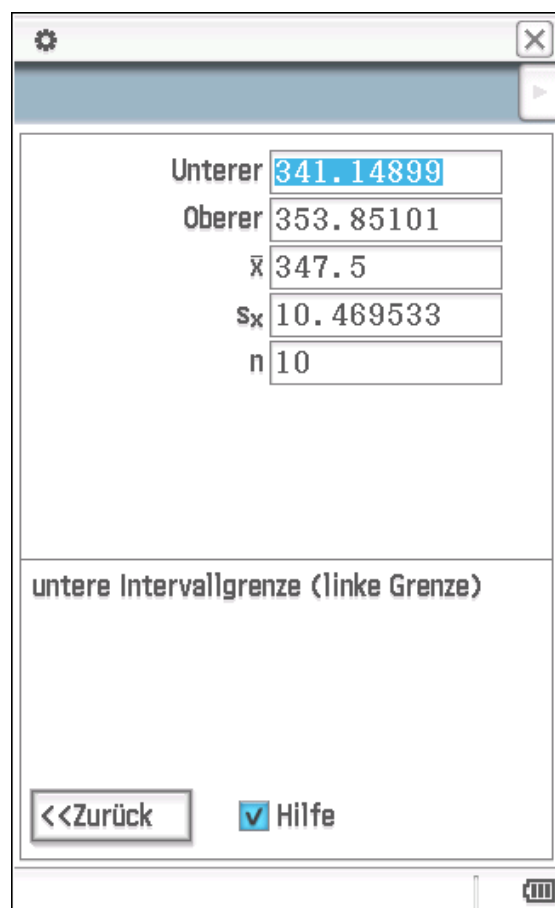 Unterer 341.14899
Oberer 353.85101
x̄ 347.5
sx 10.469533
n 10
untere Intervallgrenze (linke Grenze)
<<Zurück Hilfe